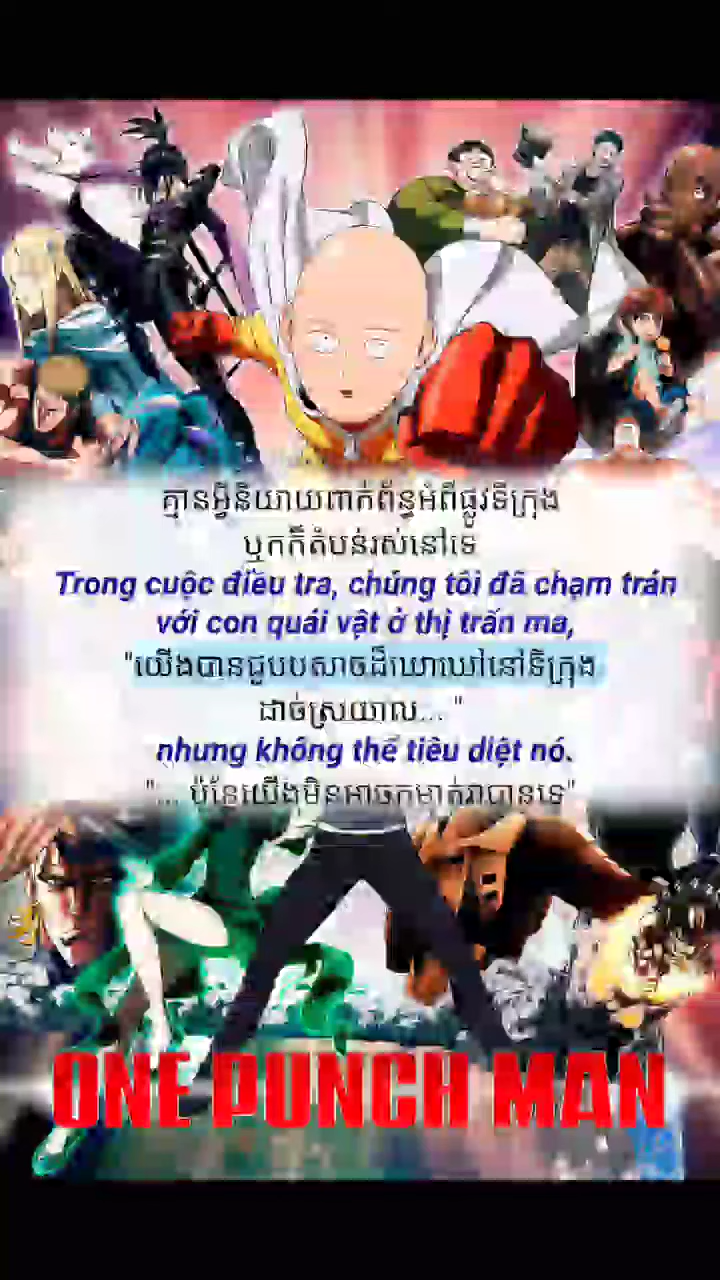 គ្មានអ្វីនិយាយពាក់ព័ន្ធអំពីផ្លូវទីក្រុង
ឬកក៏តំបន់រស់នៅទេ
Trong cuộc điều tra, chúng tôi đã chạm trán
với con quái vật ở thị trấn ma,
"យើងបានជួបបសាចដ៏ឃោឃៅនៅទីក្រុង
ដាច់ស្រយាល... "
nhưng không thể tiêu diệt nó.
"... ប៉ុន្តែយើងមិនអាចកម្ចាត់វាបានទេ"
ONE PUNCH MAN